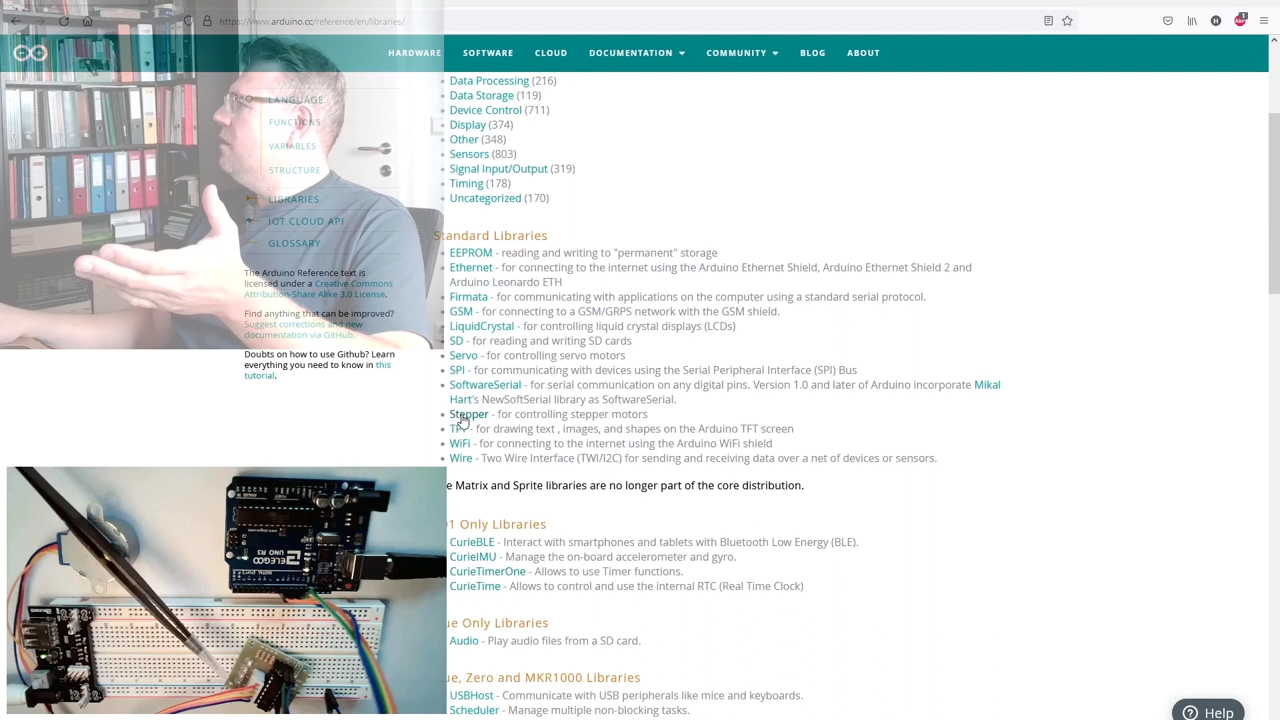 https://www.arduino.cc/reference/en/libraries/
HARDWARE SOFTWARE CLOUD DOCUMENTATION COMMUNITY BLOG ABOUT
LANGUAGE
FUNCTIONS
VARIABLES
STRUCTURE
LIBRARIES
IOT CLOUD API
GLOSSARY
The Arduino Reference text is
licensed under a Creative Commons
Attribution-Share Alike 3.0 License.
Find anything that can be improved?
Suggest corrections and new
documentation via GitHub.
Doubts on how to use Github? Learn
everything you need to know in this
tutorial.
Data Processing (216)
Data Storage (119)
Device Control (711)
Display (374)
Other (348)
Sensors (803)
Signal Input/Output (319)
Timing (178)
Uncategorized (170)
Standard Libraries
EEPROM - reading and writing to "permanent" storage
Ethernet - for connecting to the internet using the Arduino Ethernet Shield, Arduino Ethernet Shield 2 and
Arduino Leonardo ETH
Firmata - for communicating with applications on the computer using a standard serial protocol.
GSM - for connecting to a GSM/GRPS network with the GSM shield.
LiquidCrystal - for controlling liquid crystal displays (LCDs)
SD - for reading and writing SD cards
Servo - for controlling servo motors
SPI - for communicating with devices using the Serial Peripheral Interface (SPI) Bus
SoftwareSerial - for serial communication on any digital pins. Version 1.0 and later of Arduino incorporate Mikal
Hart's NewSoftSerial library as SoftwareSerial.
Stepper - for controlling stepper motors
TFT - for drawing text , images, and shapes on the Arduino TFT screen
WiFi - for connecting to the internet using the Arduino WiFi shield
Wire - Two Wire Interface (TWI/I2C) for sending and receiving data over a net of devices or sensors.
e Matrix and Sprite libraries are no longer part of the core distribution.
01 Only Libraries
CurieBLE - Interact with smartphones and tablets with Bluetooth Low Energy (BLE).
CurieIMU - Manage the on-board accelerometer and gyro.
CurieTimerOne - Allows to use Timer functions.
CurieTime - Allows to control and use the internal RTC (Real Time Clock)
ue Only Libraries
Audio - Play audio files from a SD card.
ue, Zero and MKR1000 Libraries
USBHost - Communicate with USB peripherals like mice and keyboards.
Scheduler - Manage multiple non-blocking tasks.
Help
ELEGOO
UNO R3